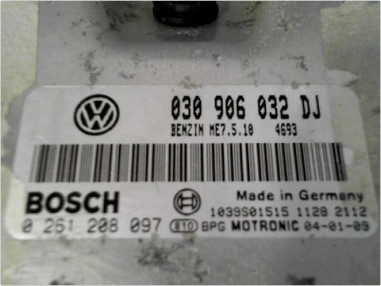 030 906 032 DJ
BENZIN ME7.5.10 4693
BOSCH
Made in Germany
1039S01515 1128 2112
0 261 208 097
810 BPG MOTRONIC 04-01-09